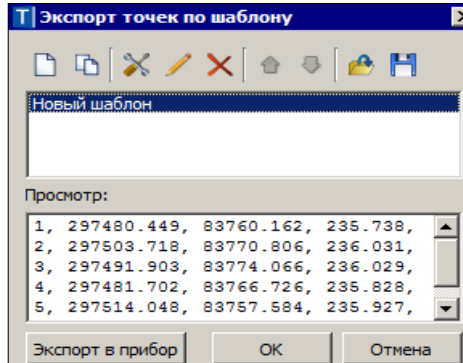 Экспорт точек по шаблону
Новый шаблон
Просмотр:
1, 297480.449, 83760.162, 235.738,
2, 297503.718, 83770.806, 236.031,
3, 297491.903, 83774.066, 236.029,
4, 297481.702, 83766.726, 235.828,
5, 297514.048, 83757.584, 235.927,
Экспорт в прибор OK Отмена